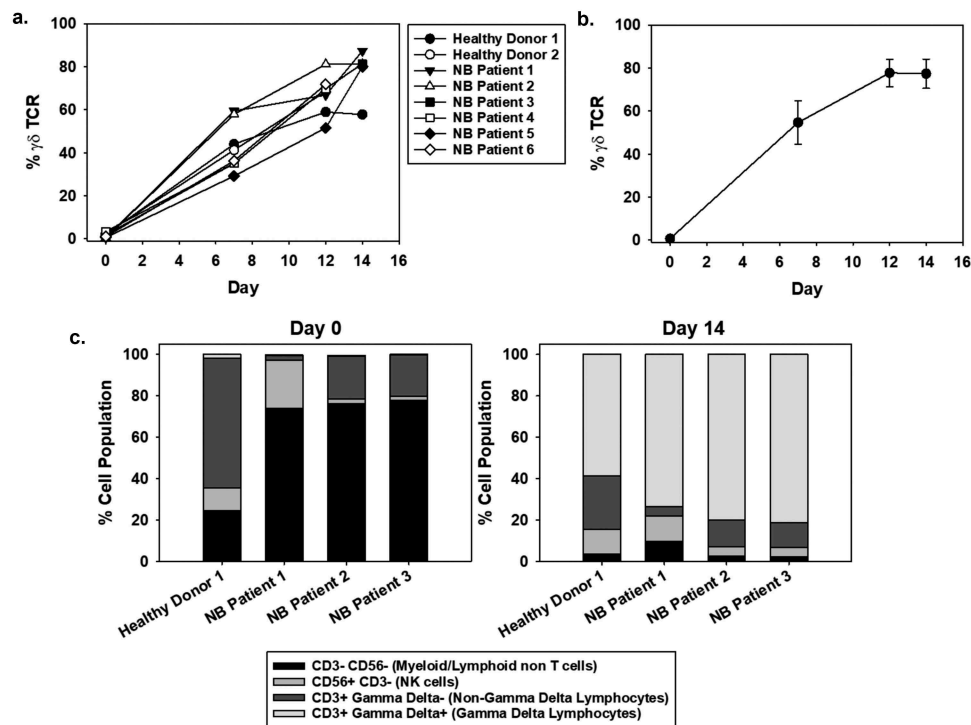 a.
100
80
60
40
20
0
% γδ TCR
0 2 4 6 8 10 12 14 16
Day
Healthy Donor 1
Healthy Donor 2
NB Patient 1
NB Patient 2
NB Patient 3
NB Patient 4
NB Patient 5
NB Patient 6
b.
100
80
60
40
20
0
% γδ TCR
0 2 4 6 8 10 12 14 16
Day
c.
Day 0
100
80
60
40
20
0
% Cell Population
Healthy Donor 1
NB Patient 1
NB Patient 2
NB Patient 3
Day 14
100
80
60
40
20
0
% Cell Population
Healthy Donor 1
NB Patient 1
NB Patient 2
NB Patient 3
CD3- CD56- (Myeloid/Lymphoid non T cells)
CD56+ CD3- (NK cells)
CD3+ Gamma Delta- (Non-Gamma Delta Lymphocytes)
CD3+ Gamma Delta+ (Gamma Delta Lymphocytes)